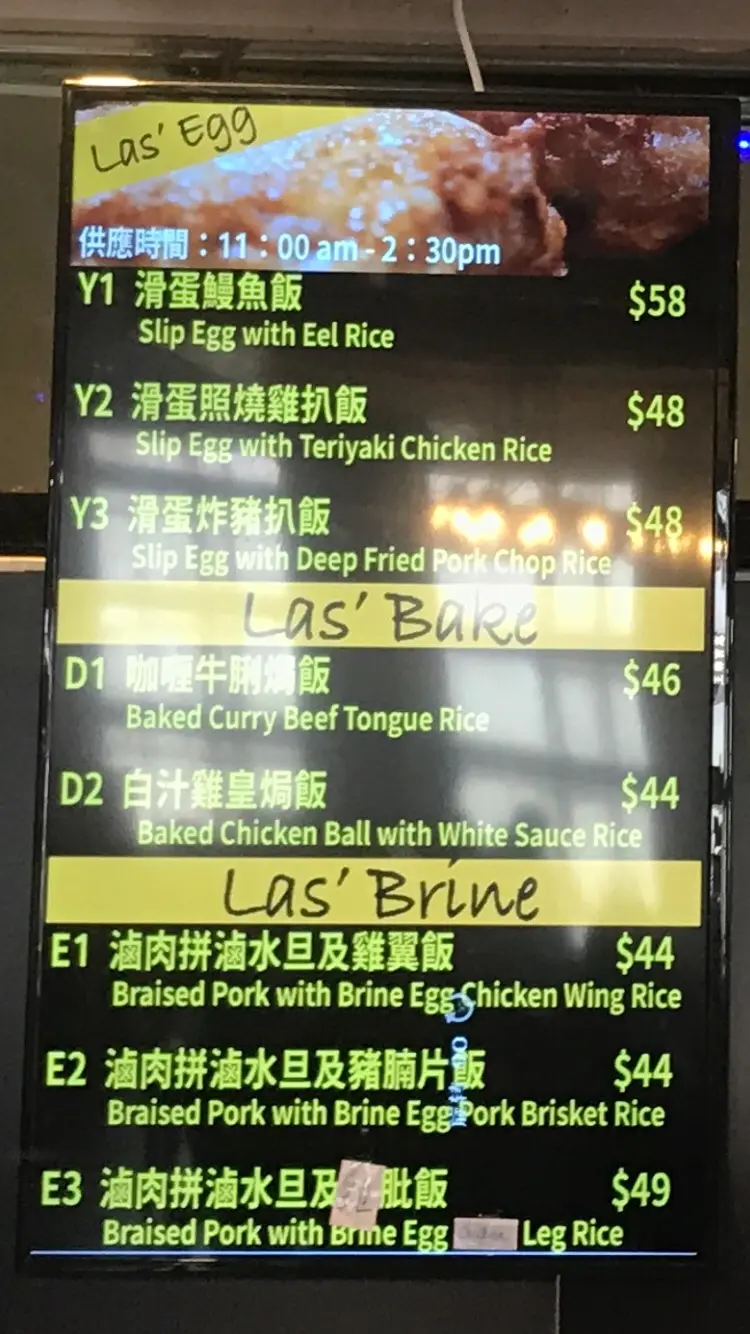 Las' Egg
供應時間：11：00 am - 2：30pm
Y1 滑蛋鰻魚飯 $58
Slip Egg with Eel Rice
Y2 滑蛋照燒雞扒飯 $48
Slip Egg with Teriyaki Chicken Rice
Y3 滑蛋炸豬扒飯 $48
Slip Egg with Deep Fried Pork Chop Rice
Las' Bake
D1 咖喱牛脷焗飯 $46
Baked Curry Beef Tongue Rice
D2 白汁雞皇焗飯 $44
Baked Chicken Ball with White Sauce Rice
Las' Brine
E1 滷肉拼滷水旦及雞翼飯 $44
Braised Pork with Brine Egg Chicken Wing Rice
E2 滷肉拼滷水旦及豬腩片飯 $44
Braised Pork with Brine Egg Pork Brisket Rice
E3 滷肉拼滷水旦及 肶飯 $49
Braised Pork with Brine Egg Leg Rice